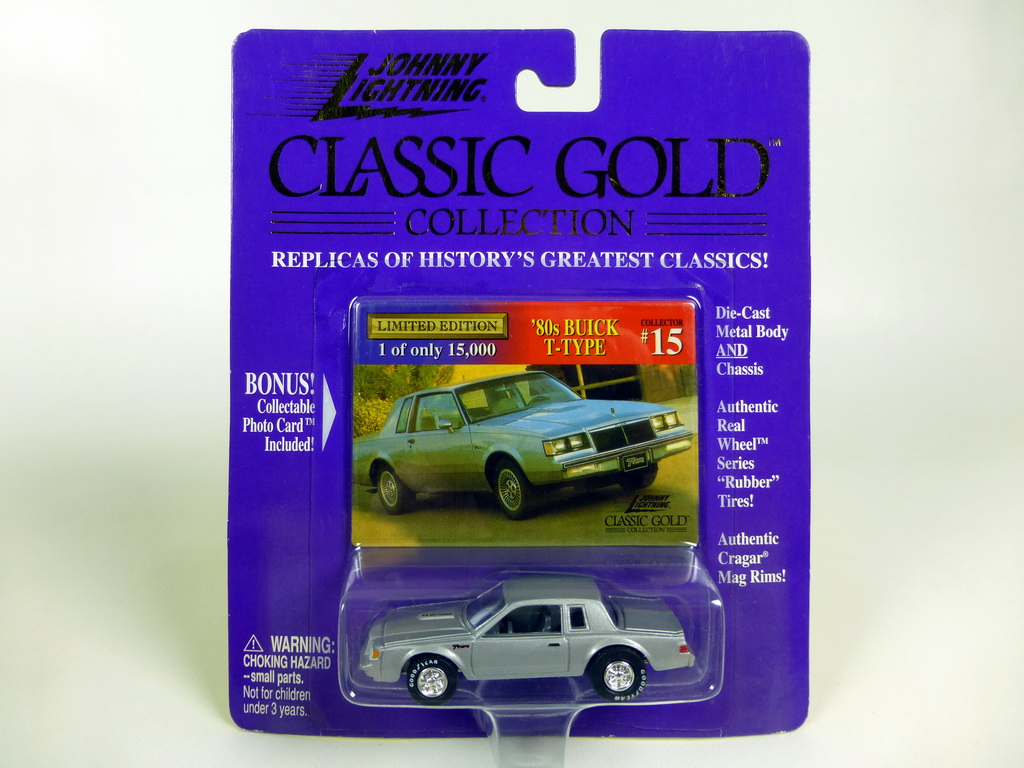 JOHNNY
LIGHTNING®
CLASSIC GOLD™
COLLECTION
REPLICAS OF HISTORY'S GREATEST CLASSICS!
LIMITED EDITION
1 of only 15,000
'80s BUICK
T-TYPE
COLLECTOR
#15
BONUS!
Collectable
Photo Card™
Included!
Die-Cast
Metal Body
AND
Chassis
Authentic
Real
Wheel™
Series
"Rubber"
Tires!
Authentic
Cragar®
Mag Rims!
JOHNNY
LIGHTNING
CLASSIC GOLD™
COLLECTION
GOODYEAR
GOODYEAR
WARNING:
CHOKING HAZARD
--small parts.
Not for children
under 3 years.